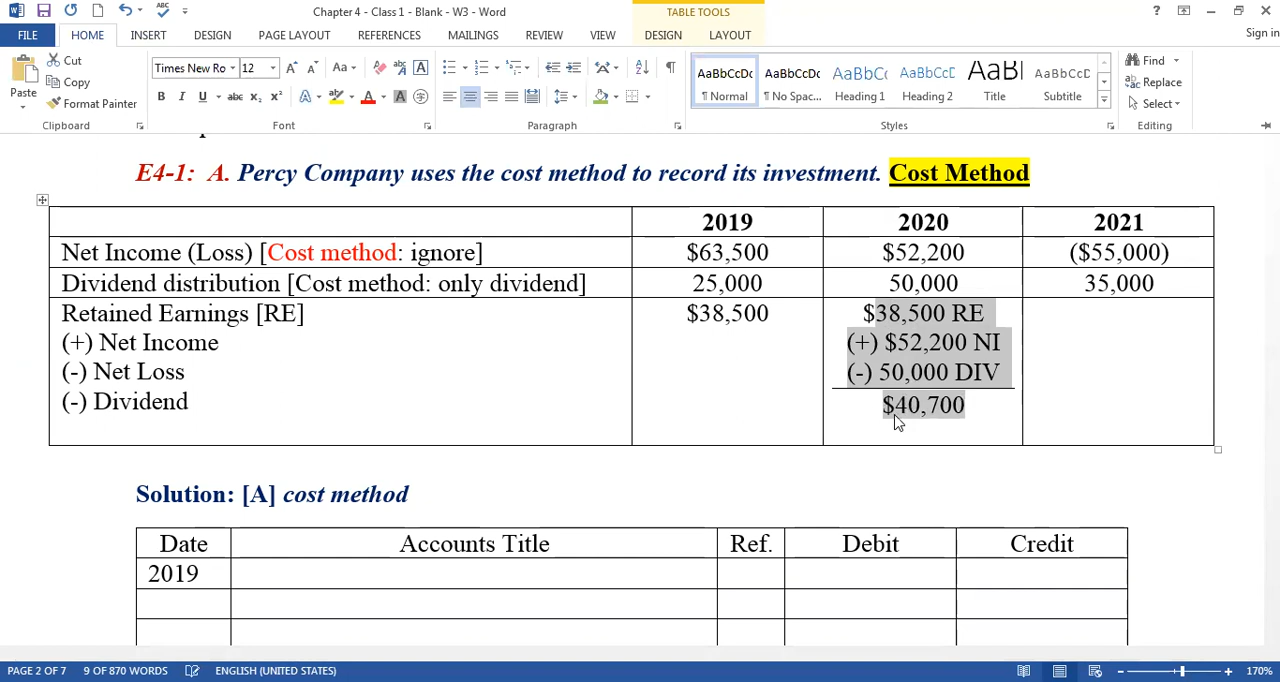 Chapter 4 - Class 1 - Blank - W3 - Word
TABLE TOOLS
?
FILE HOME INSERT DESIGN PAGE LAYOUT REFERENCES MAILINGS REVIEW VIEW DESIGN LAYOUT Sign in
Paste
Cut
Copy
Format Painter
Clipboard
Times New Ro 12
Font
Paragraph
AaBbCcDc AaBbCcDc AaBbCc AaBbCcD AaBl AaBbCcD
¶ Normal ¶ No Spac... Heading 1 Heading 2 Title Subtitle
Styles
Find
Replace
Select
Editing
E4-1: A. Percy Company uses the cost method to record its investment. Cost Method
2019 2020 2021
Net Income (Loss) [Cost method: ignore] $63,500 $52,200 ($55,000)
Dividend distribution [Cost method: only dividend] 25,000 50,000 35,000
Retained Earnings [RE] $38,500 $38,500 RE
(+) Net Income (+) $52,200 NI
(-) Net Loss (-) 50,000 DIV
(-) Dividend $40,700
Solution: [A] cost method
Date Accounts Title Ref. Debit Credit
2019
PAGE 2 OF 7 9 OF 870 WORDS ENGLISH (UNITED STATES) 170%